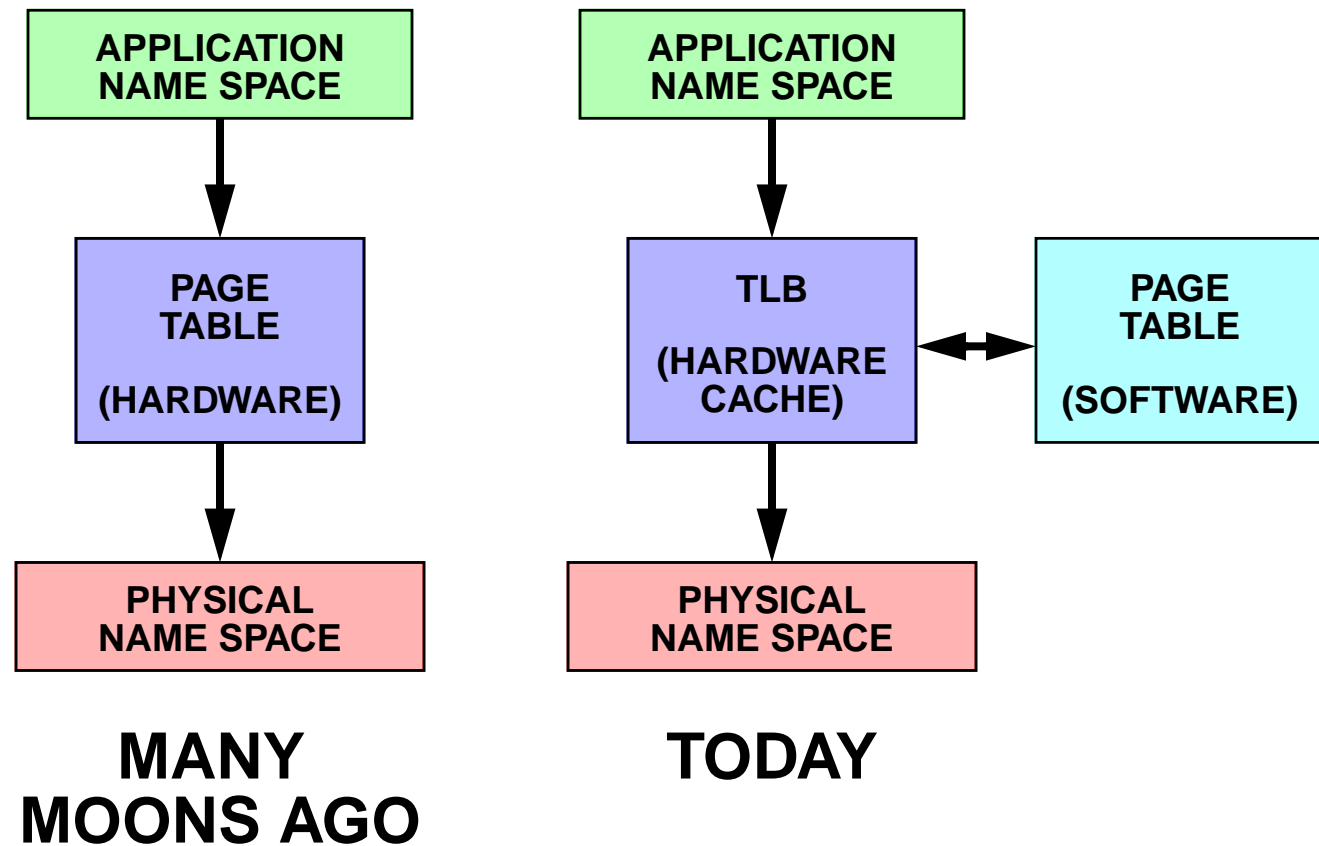 APPLICATION
NAME SPACE
PAGE
TABLE
(HARDWARE)
PHYSICAL
NAME SPACE
MANY
MOONS AGO
APPLICATION
NAME SPACE
TLB
(HARDWARE
CACHE)
PAGE
TABLE
(SOFTWARE)
PHYSICAL
NAME SPACE
TODAY